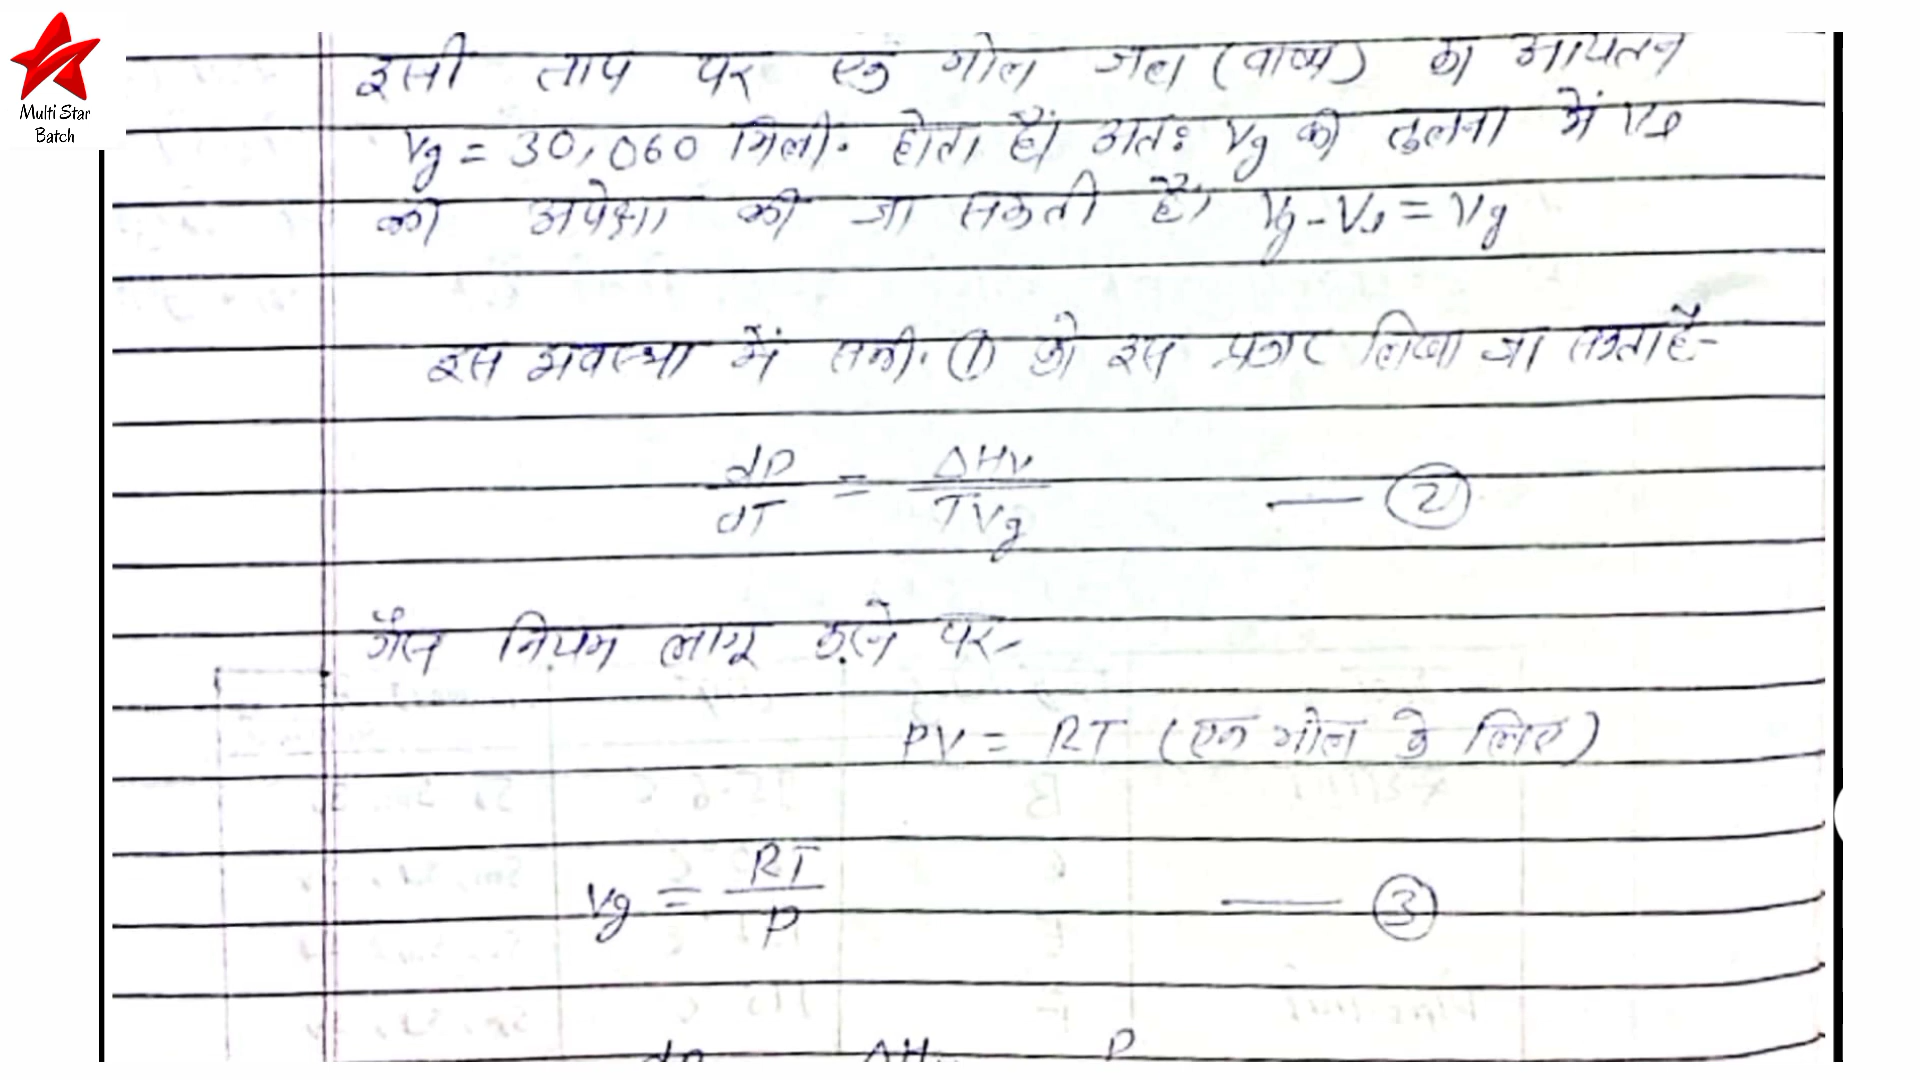 Multi Star
Batch
इसी ताप पर एक मोल जल (वाष्प) का आयतन
Vg = 30,060 मिली. होता है। अतः Vg की तुलना में Vl
की अपेक्षा की जा सकती है, Vg - Vl = Vg
इस अवस्था में समी. ① को इस प्रकार लिखा जा सकता है-
dP/dT = ΔHv/TVg — ②
गैस नियम लागू करने पर-
PV = RT (एक मोल के लिए)
Vg = RT/P — ③